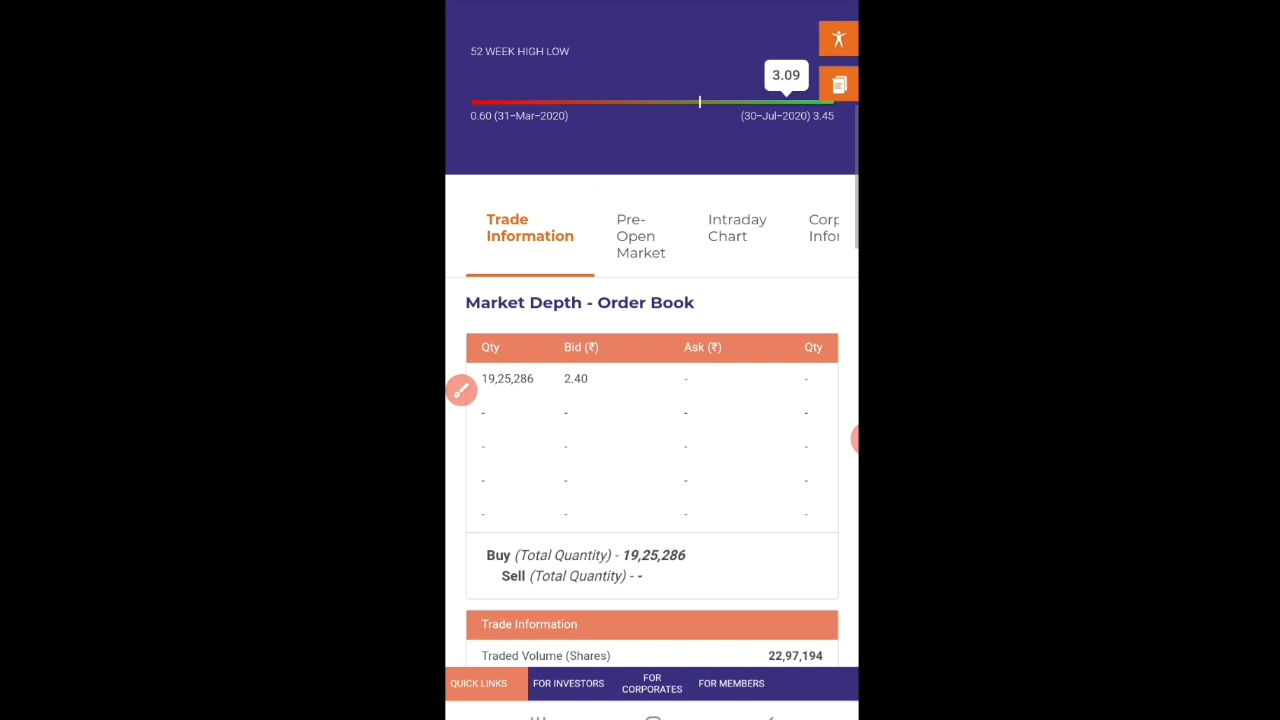 52 WEEK HIGH LOW
3.09
0.60 (31-Mar-2020) (30-Jul-2020) 3.45
Trade Information
Pre-Open Market
Intraday Chart
Corp Infor
Market Depth - Order Book
Qty Bid (₹) Ask (₹) Qty
19,25,286 2.40 - -
- - - -
- - - -
- - - -
- - - -
Buy (Total Quantity) - 19,25,286
Sell (Total Quantity) - -
Trade Information
Traded Volume (Shares) 22,97,194
QUICK LINKS FOR INVESTORS FOR CORPORATES FOR MEMBERS